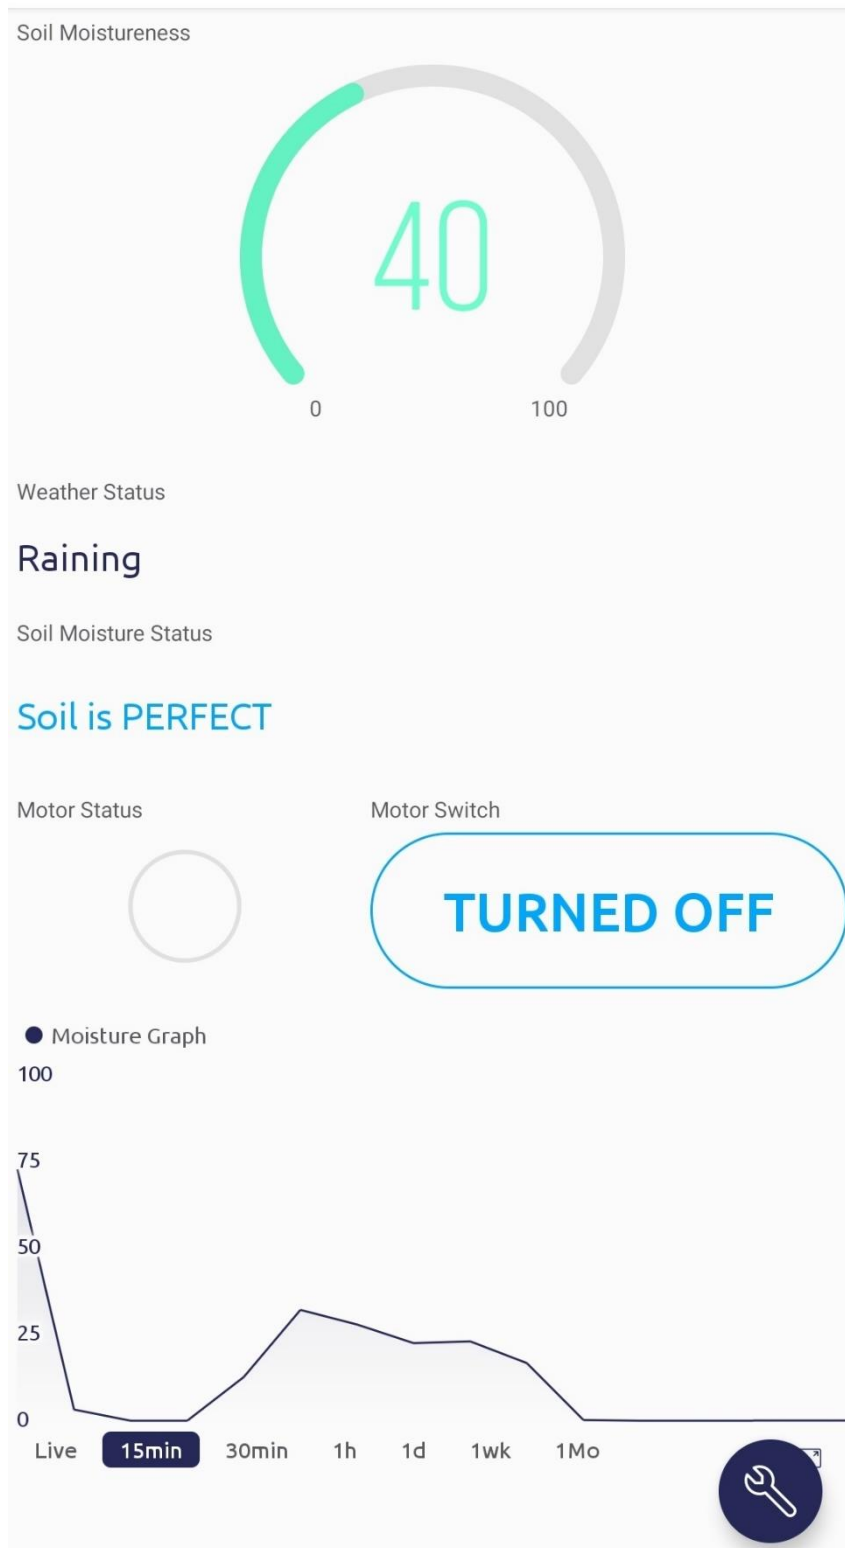 Soil Moistureness
40
0 100
Weather Status
Raining
Soil Moisture Status
Soil is PERFECT
Motor Status Motor Switch
TURNED OFF
Moisture Graph
100
75
50
25
0
Live 15min 30min 1h 1d 1wk 1Mo